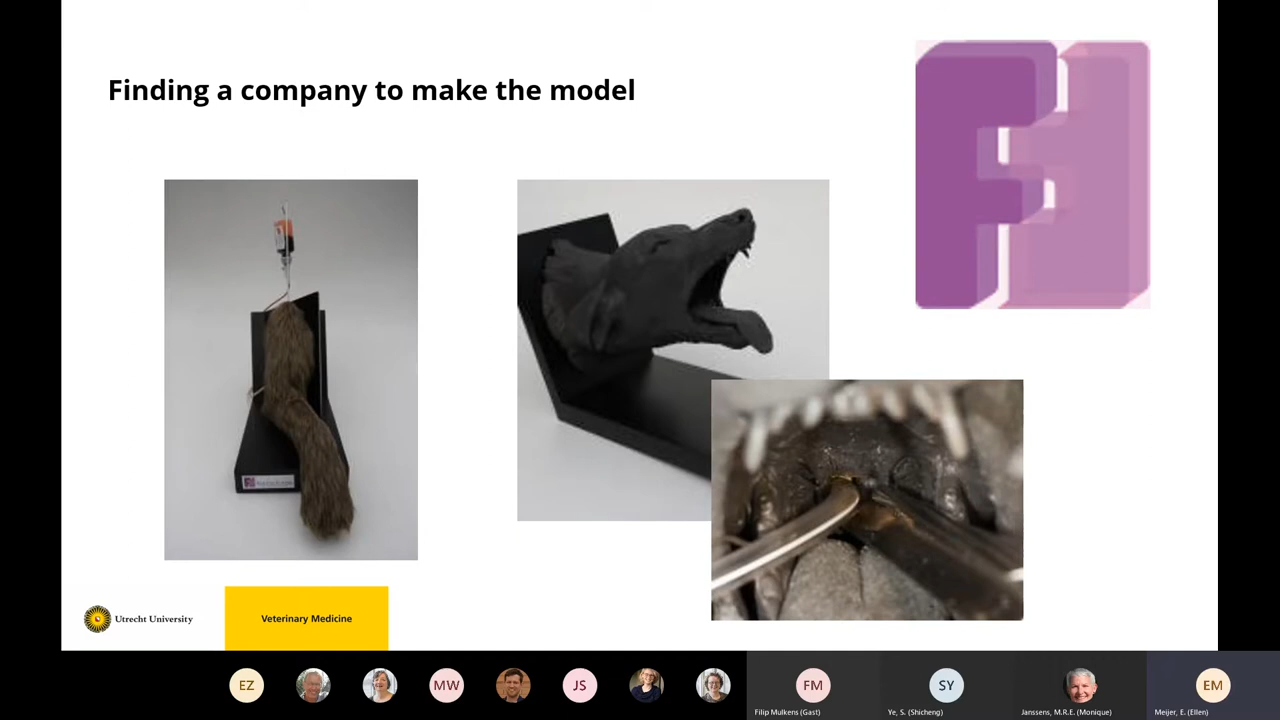 Finding a company to make the model
Utrecht University
Veterinary Medicine
EZ
MW
JS
FM
SY
EM
Filip Mulkens (Gast)
Ye, S. (Shicheng)
Janssens, M.R.E. (Monique)
Meijer, E. (Ellen)